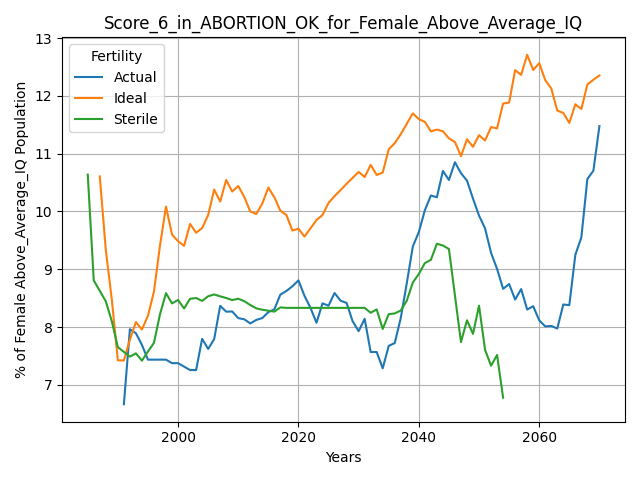 Score_6_in_ABORTION_OK_for_Female_Above_Average_IQ
Fertility
Actual
Ideal
Sterile
% of Female Above_Average_IQ Population
13
12
11
10
9
8
7
2000 2020 2040 2060
Years